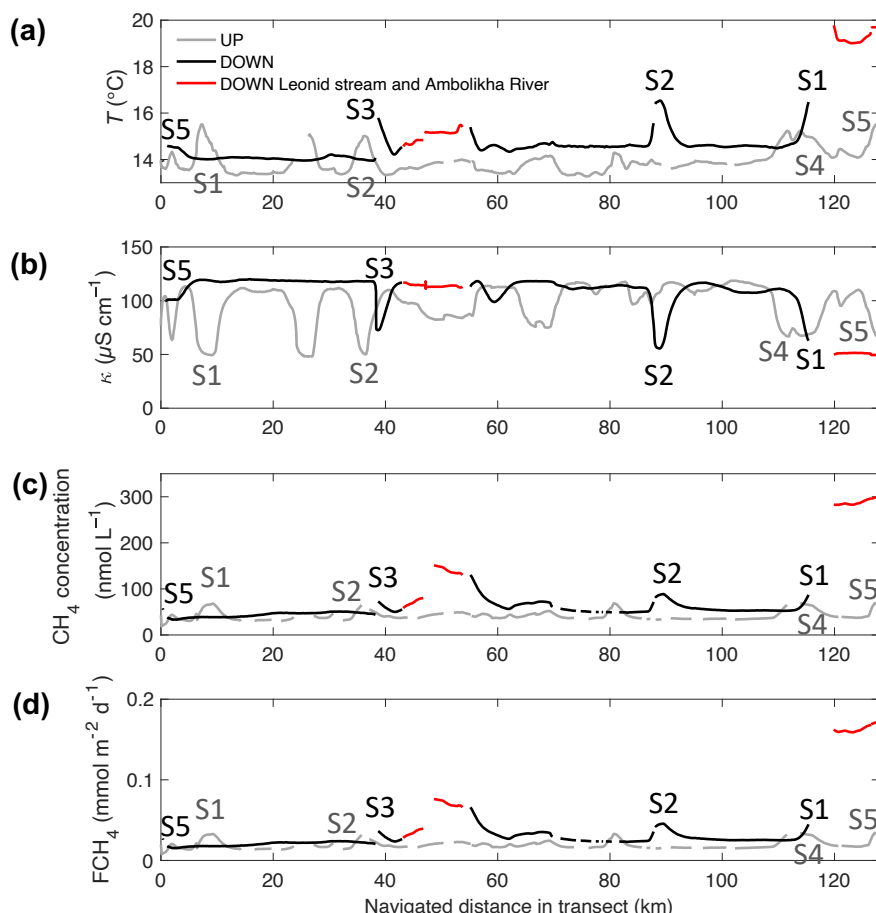 (a)
20
18
16
14
T (°C)
UP
DOWN
DOWN Leonid stream and Ambolikha River
S5
S1
S3
S2
S2
S1
S5
S4
0 20 40 60 80 100 120
(b)
150
100
50
0
κ (µS cm⁻¹)
S5
S3
S1
S2
S2
S4
S5
S1
0 20 40 60 80 100 120
(c)
300
200
100
0
CH₄ concentration
(nmol L⁻¹)
S5
S1
S2
S3
S2
S1
S5
S4
0 20 40 60 80 100 120
(d)
0.2
0.1
0
FCH₄ (mmol m⁻² d⁻¹)
S5
S1
S2
S3
S2
S1
S5
S4
0 20 40 60 80 100 120
Navigated distance in transect (km)